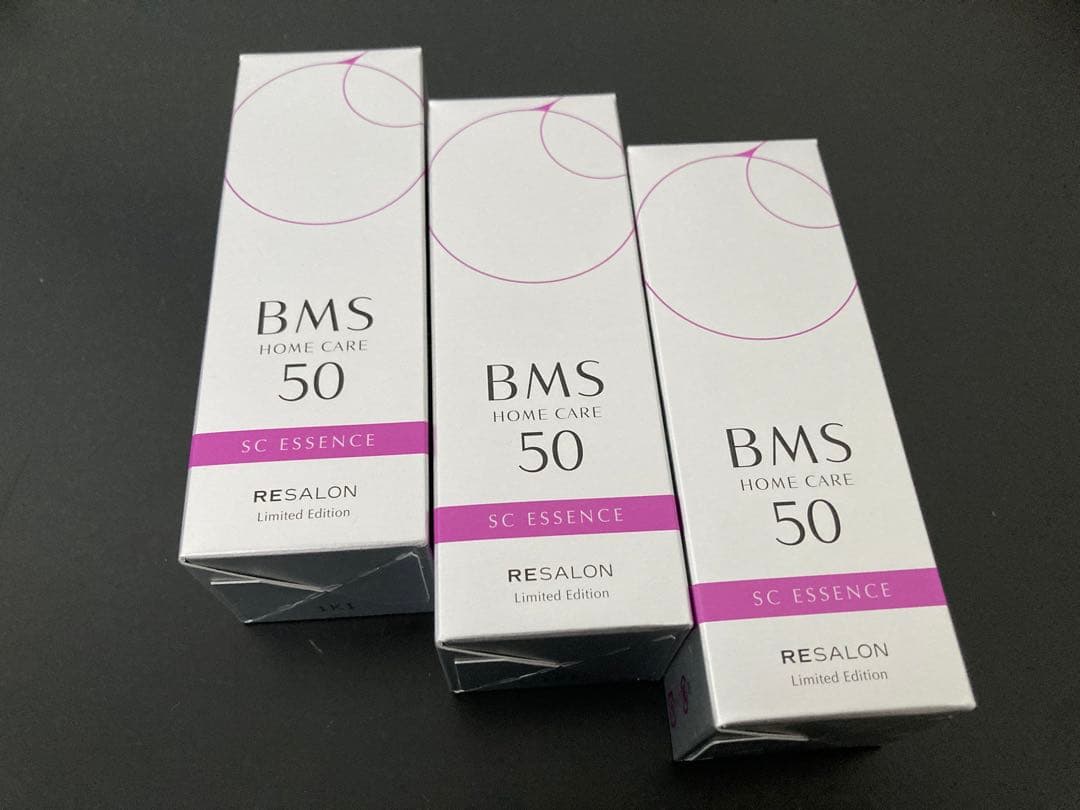 BMS
HOME CARE
50
SC ESSENCE
RESALON
Limited Edition
BMS
HOME CARE
50
SC ESSENCE
RESALON
Limited Edition
BMS
HOME CARE
50
SC ESSENCE
RESALON
Limited Edition